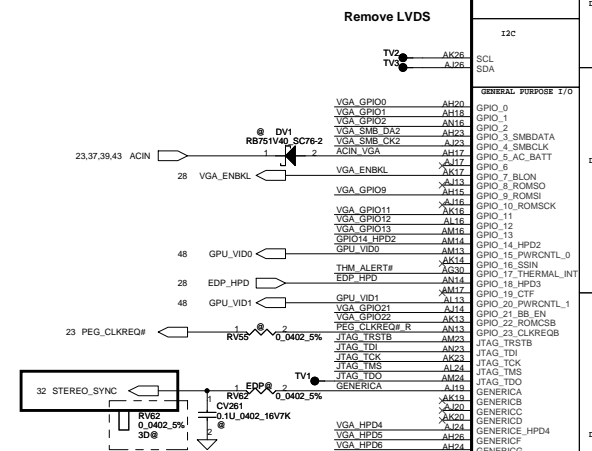 Remove LVDS
I2C
TV2
TV3
AK26
AJ26
SCL
SDA
GENERAL PURPOSE I/O
VGA_GPIO0 AH20 GPIO_0
VGA_GPIO1 AH18 GPIO_1
VGA_GPIO2 AN16 GPIO_2
VGA_SMB_DA2 AH23 GPIO_3_SMBDATA
VGA_SMB_CK2 AJ23 GPIO_4_SMBCLK
@ DV1
RB751V40_SC76-2
23,37,39,43 ACIN 1 2 ACIN_VGA AH17 GPIO_5_AC_BATT
AJ17 GPIO_6
28 VGA_ENBKL VGA_ENBKL AK17 GPIO_7_BLON
AJ13 GPIO_8_ROMSO
VGA_GPIO9 AH15 GPIO_9_ROMSI
AJ16 GPIO_10_ROMSCK
VGA_GPIO11 AK16 GPIO_11
VGA_GPIO12 AL16 GPIO_12
VGA_GPIO13 AM16 GPIO_13
GPIO14_HPD2 AM14 GPIO_14_HPD2
48 GPU_VID0 GPU_VID0 AM13 GPIO_15_PWRCNTL_0
AK14 GPIO_16_SSIN
THM_ALERT# AG30 GPIO_17_THERMAL_INT
28 EDP_HPD EDP_HPD AN14 GPIO_18_HPD3
AM17 GPIO_19_CTF
48 GPU_VID1 GPU_VID1 AL13 GPIO_20_PWRCNTL_1
VGA_GPIO21 AJ14 GPIO_21_BB_EN
VGA_GPIO22 AK13 GPIO_22_ROMCSB
23 PEG_CLKREQ# 1 @ 2 PEG_CLKREQ#_R AN13 GPIO_23_CLKREQB
RV55 0_0402_5%
JTAG_TRSTB AM23 JTAG_TRSTB
JTAG_TDI AN23 JTAG_TDI
JTAG_TCK AK23 JTAG_TCK
JTAG_TMS AL24 JTAG_TMS
TV1 JTAG_TDO AM24 JTAG_TDO
32 STEREO_SYNC 1 EDP@ 2 GENERICA AJ19 GENERICA
RV62 0_0402_5%
AK19 GENERICB
AJ20 GENERICC
AK20 GENERICD
RV62
0_0402_5%
3D@
1
CV261
0.1U_0402_16V7K
@
2
VGA_HPD4 AJ24 GENERICE_HPD4
VGA_HPD5 AH26 GENERICF
VGA_HPD6 AH24 GENERICG